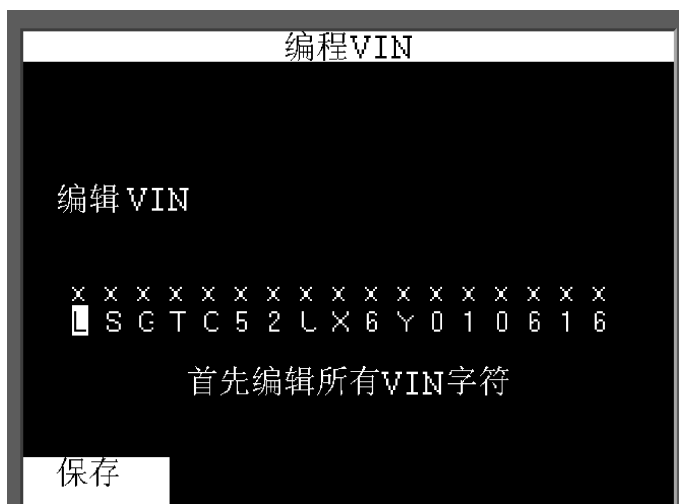 编程VIN
编辑VIN
x x x x x x x x x x x x x x x x x
L S G T C 5 2 L X 6 Y 0 1 0 6 1 6
首先编辑所有VIN字符
保存